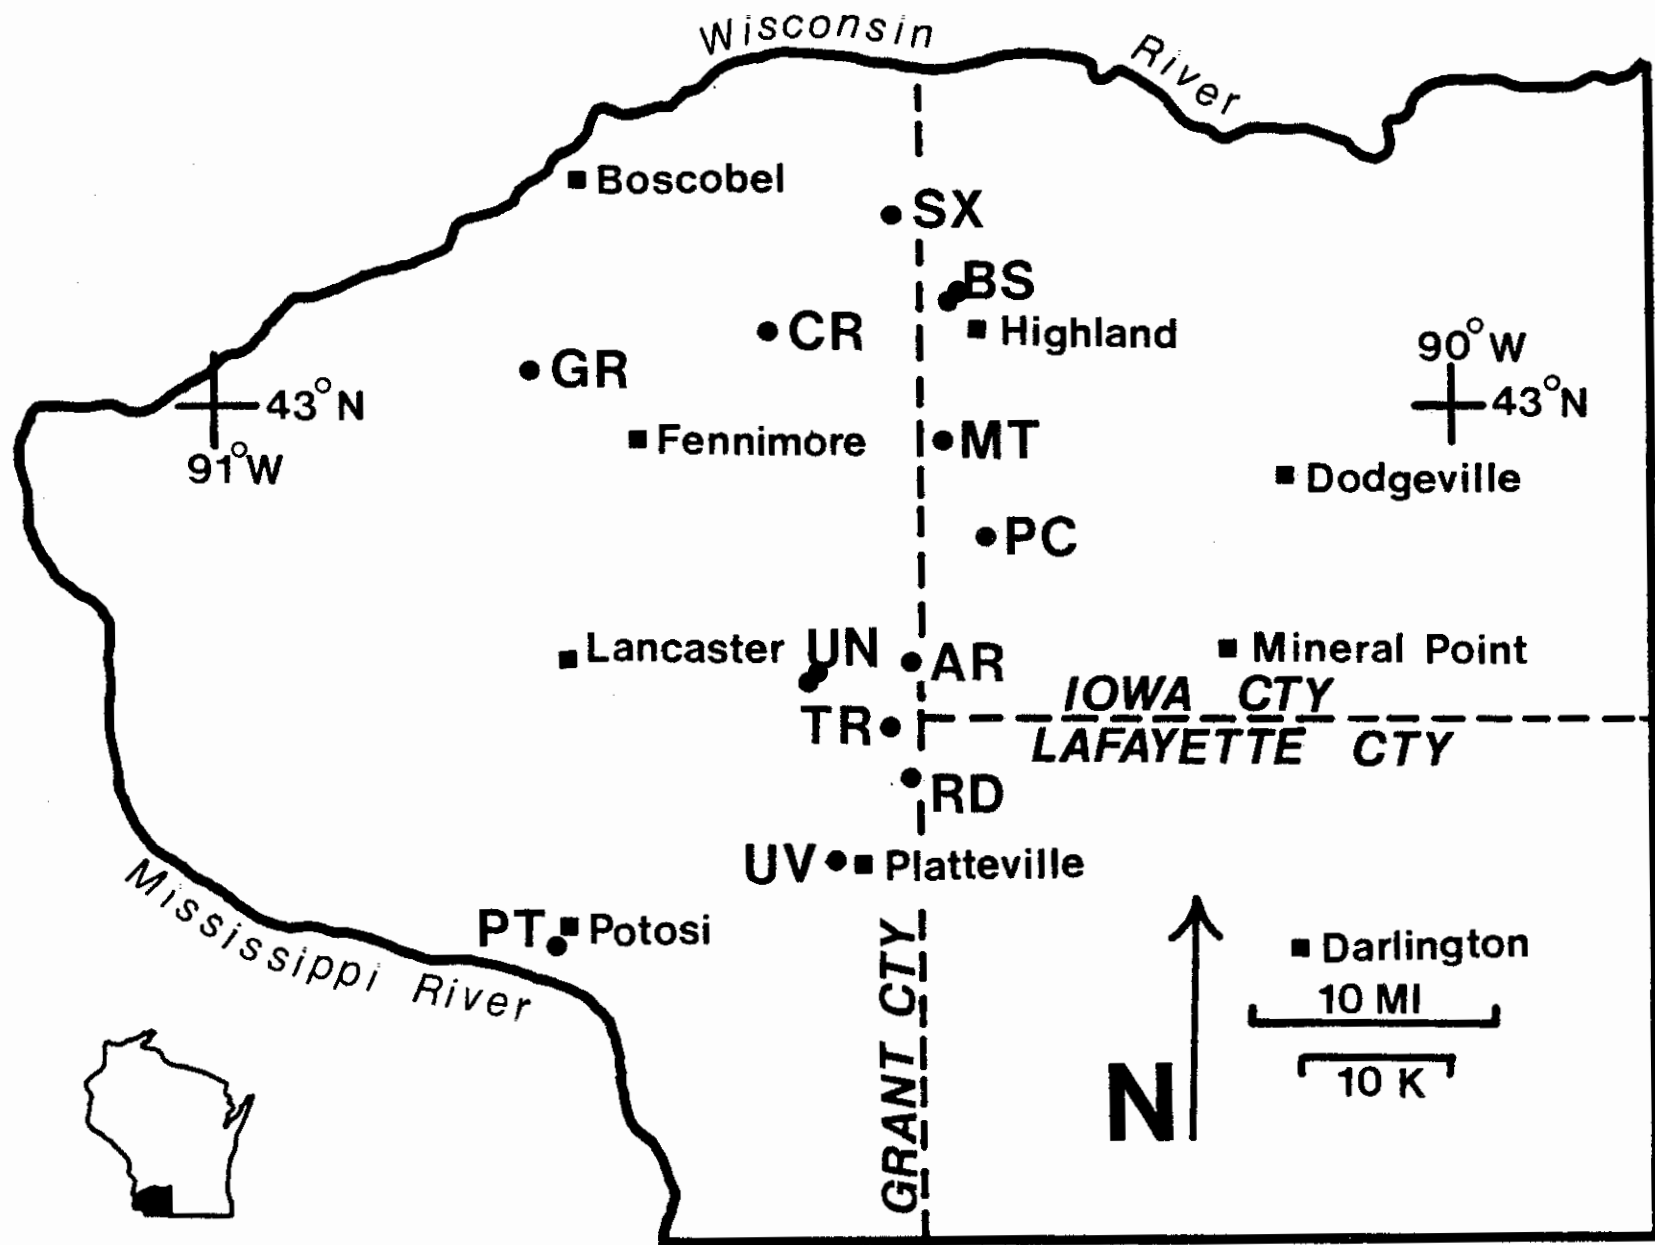 Wisconsin River
Boscobel
SX
BS
CR
Highland
GR
90°W
43°N
43°N
91°W
Fennimore
MT
Dodgeville
PC
Lancaster
UN
AR
Mineral Point
IOWA CTY
TR
LAFAYETTE CTY
RD
UV
Platteville
Mississippi River
PT
Potosi
GRANT CTY
Darlington
10 MI
10 K
N